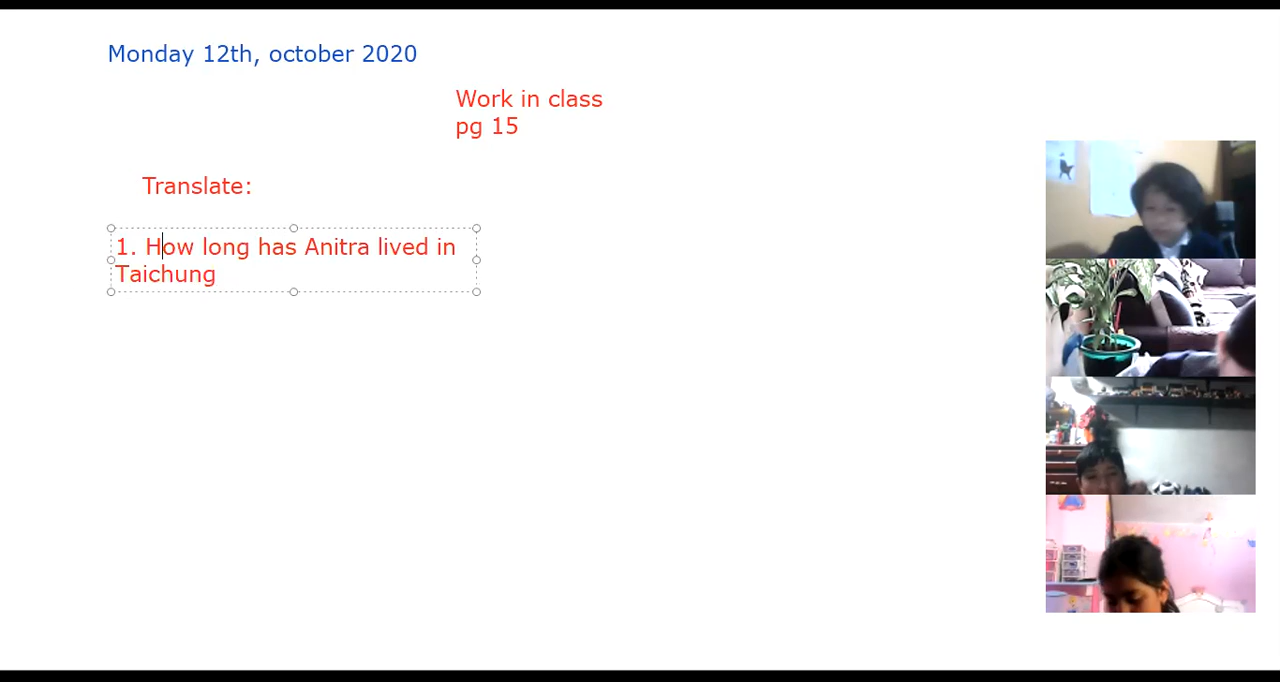 Monday 12th, october 2020
Work in class
pg 15
Translate:
1. How long has Anitra lived in
Taichung